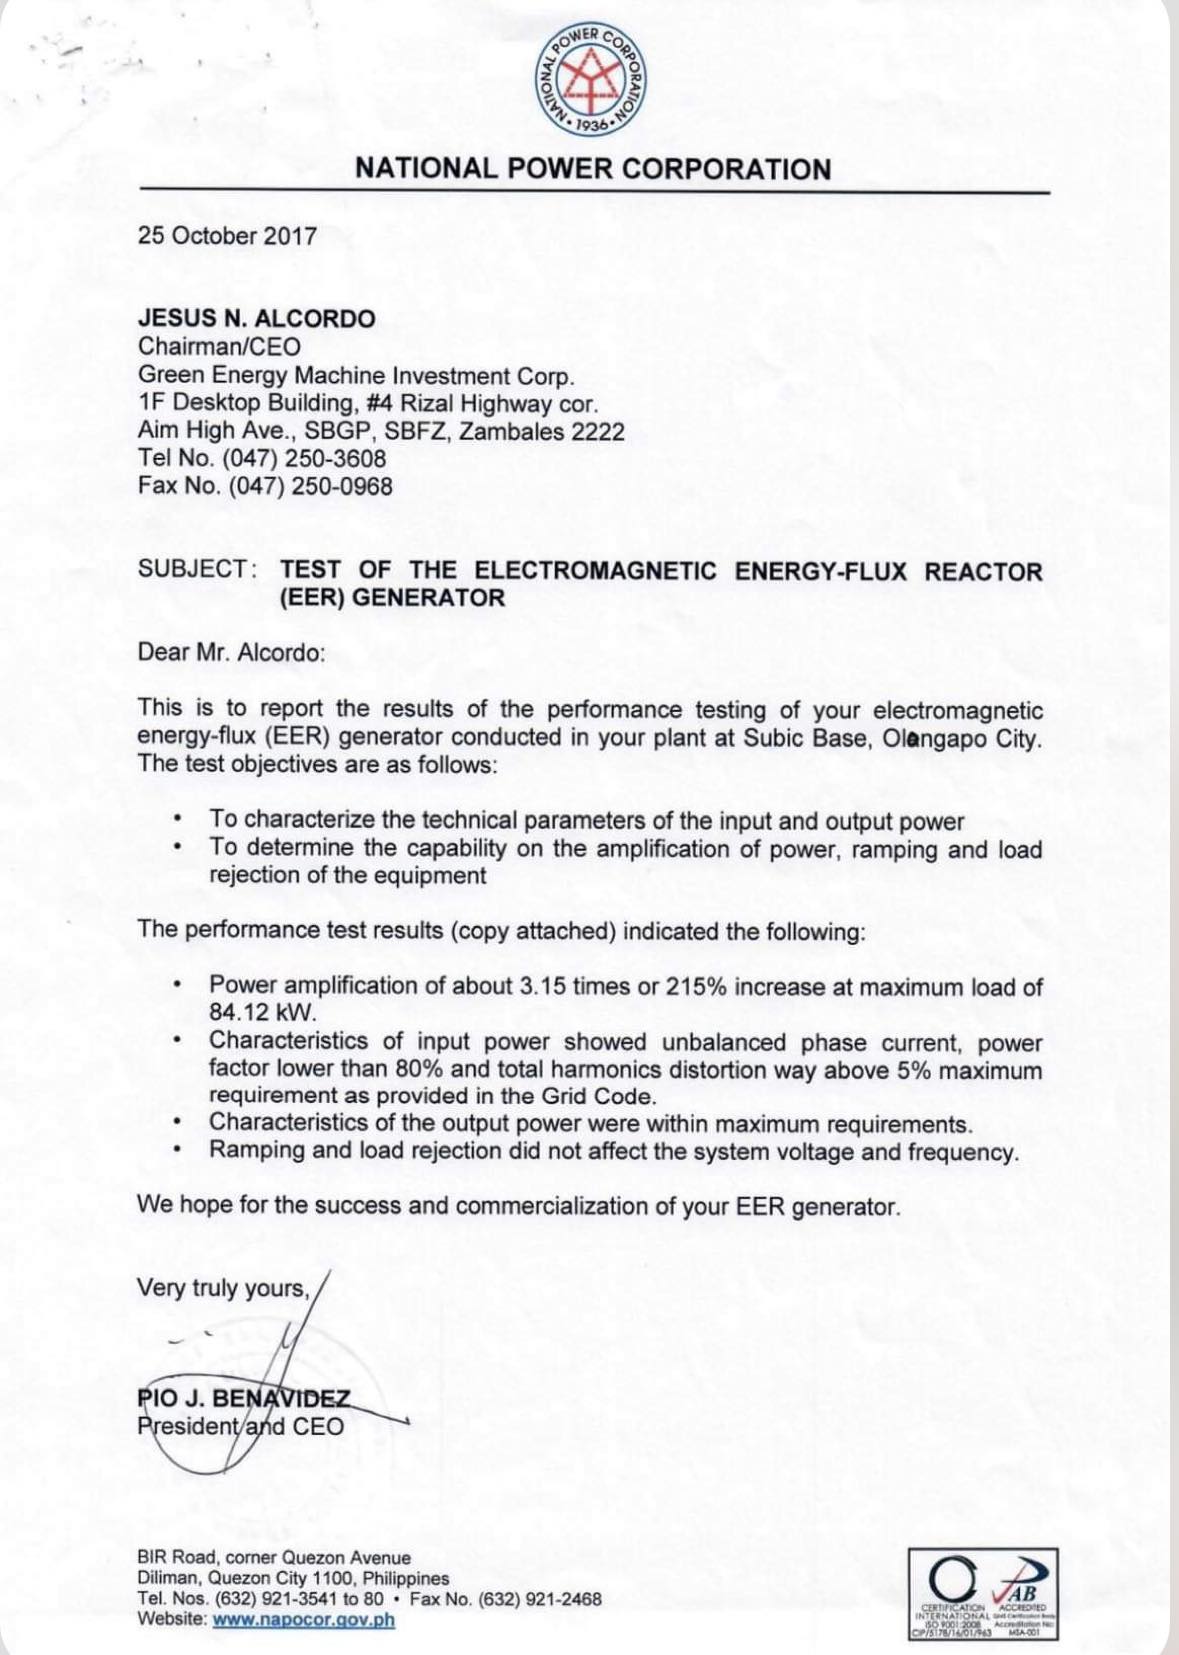 NATIONAL POWER CORPORATION
• 1936 •
NATIONAL POWER CORPORATION
25 October 2017
JESUS N. ALCORDO
Chairman/CEO
Green Energy Machine Investment Corp.
1F Desktop Building, #4 Rizal Highway cor.
Aim High Ave., SBGP, SBFZ, Zambales 2222
Tel No. (047) 250-3608
Fax No. (047) 250-0968
SUBJECT: TEST OF THE ELECTROMAGNETIC ENERGY-FLUX REACTOR
(EER) GENERATOR
Dear Mr. Alcordo:
This is to report the results of the performance testing of your electromagnetic
energy-flux (EER) generator conducted in your plant at Subic Base, Olangapo City.
The test objectives are as follows:
• To characterize the technical parameters of the input and output power
• To determine the capability on the amplification of power, ramping and load
rejection of the equipment
The performance test results (copy attached) indicated the following:
• Power amplification of about 3.15 times or 215% increase at maximum load of
84.12 kW.
• Characteristics of input power showed unbalanced phase current, power
factor lower than 80% and total harmonics distortion way above 5% maximum
requirement as provided in the Grid Code.
• Characteristics of the output power were within maximum requirements.
• Ramping and load rejection did not affect the system voltage and frequency.
We hope for the success and commercialization of your EER generator.
Very truly yours,
PIO J. BENAVIDEZ
President and CEO
BIR Road, corner Quezon Avenue
Diliman, Quezon City 1100, Philippines
Tel. Nos. (632) 921-3541 to 80 • Fax No. (632) 921-2468
Website: www.napocor.gov.ph
AB
CERTIFICATION ACCREDITED
INTERNATIONAL
ISO 9001:2008 Accreditation No:
CIP/5178/16/01/963 MSA-001